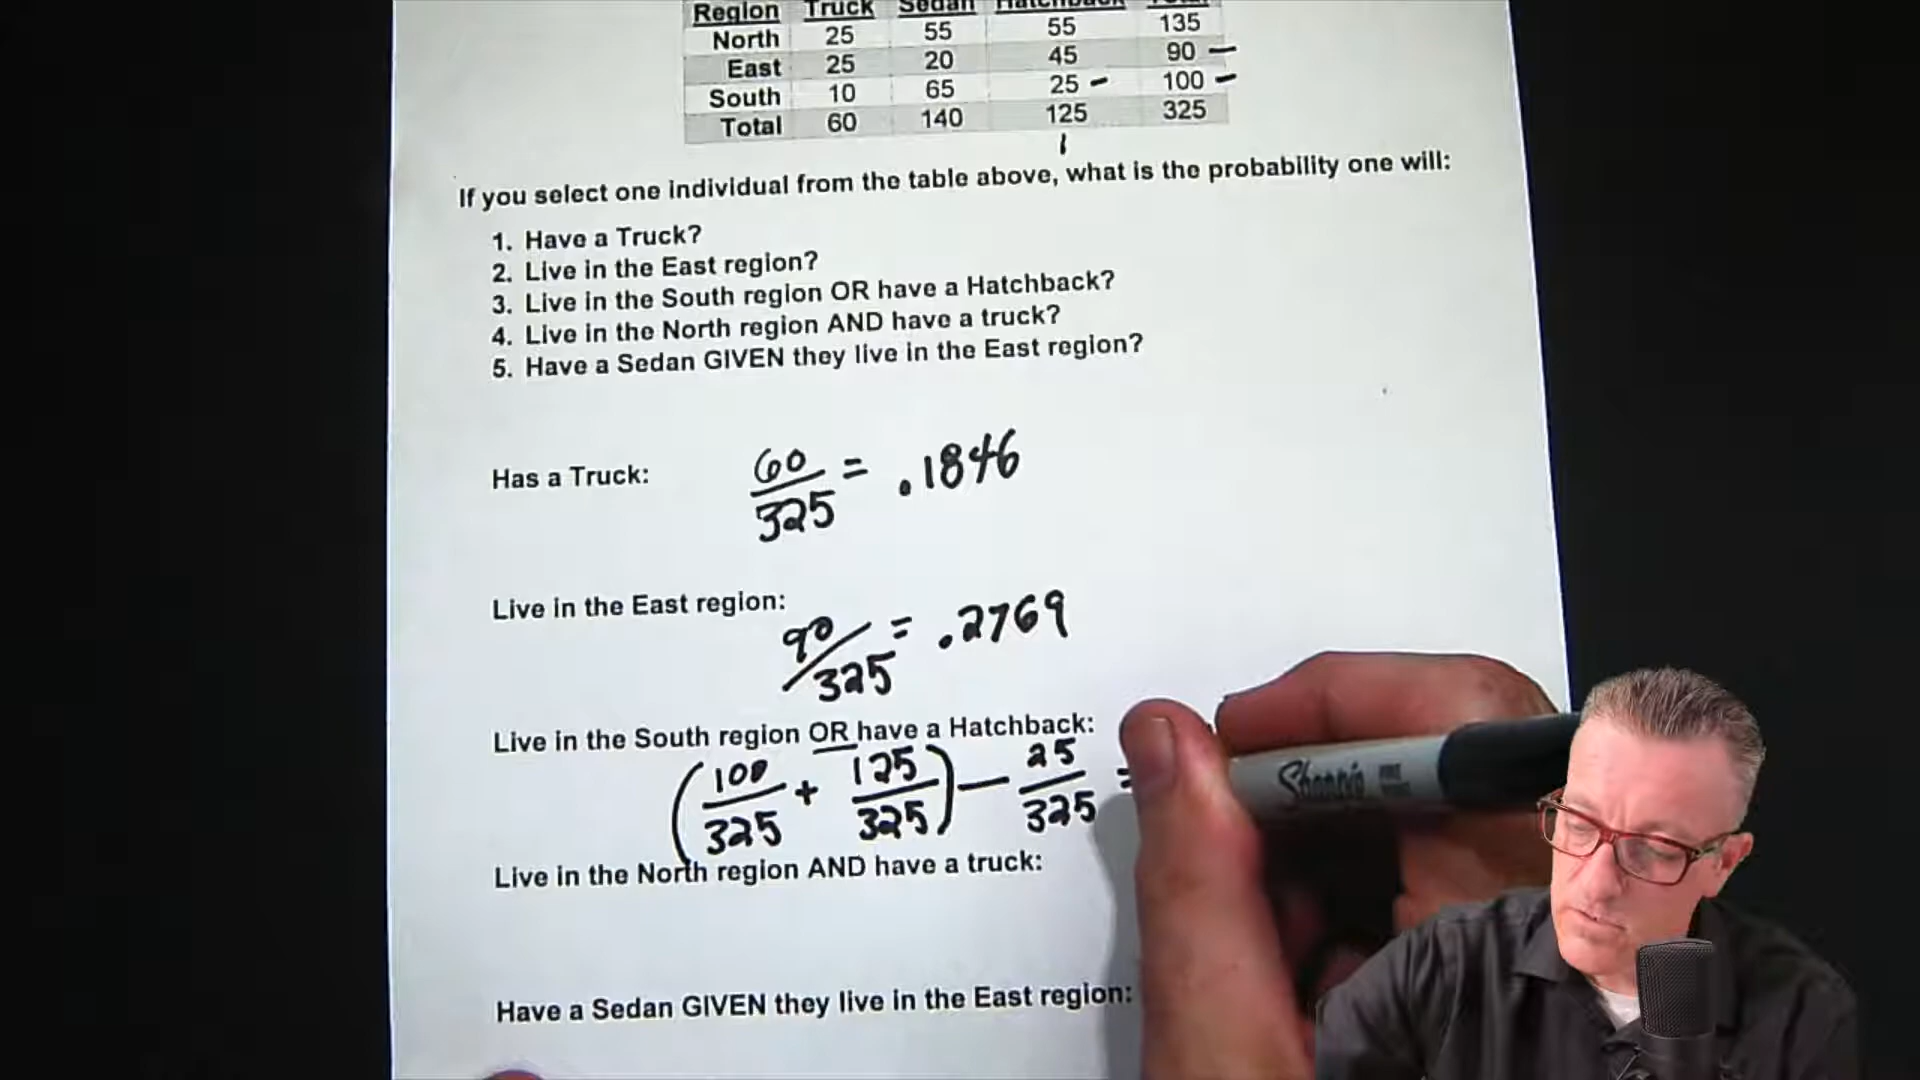 Region Truck Sedan Hatchback Total
North 25 55 55 135
East 25 20 45 90
South 10 65 25 100
Total 60 140 125 325
If you select one individual from the table above, what is the probability one will:
1. Have a Truck?
2. Live in the East region?
3. Live in the South region OR have a Hatchback?
4. Live in the North region AND have a truck?
5. Have a Sedan GIVEN they live in the East region?
Has a Truck: 60/325 = .1846
Live in the East region:
90/325 = .2769
Live in the South region OR have a Hatchback:
(100/325 + 125/325) - 25/325 =
Live in the North region AND have a truck:
Have a Sedan GIVEN they live in the East region:
Sharpie